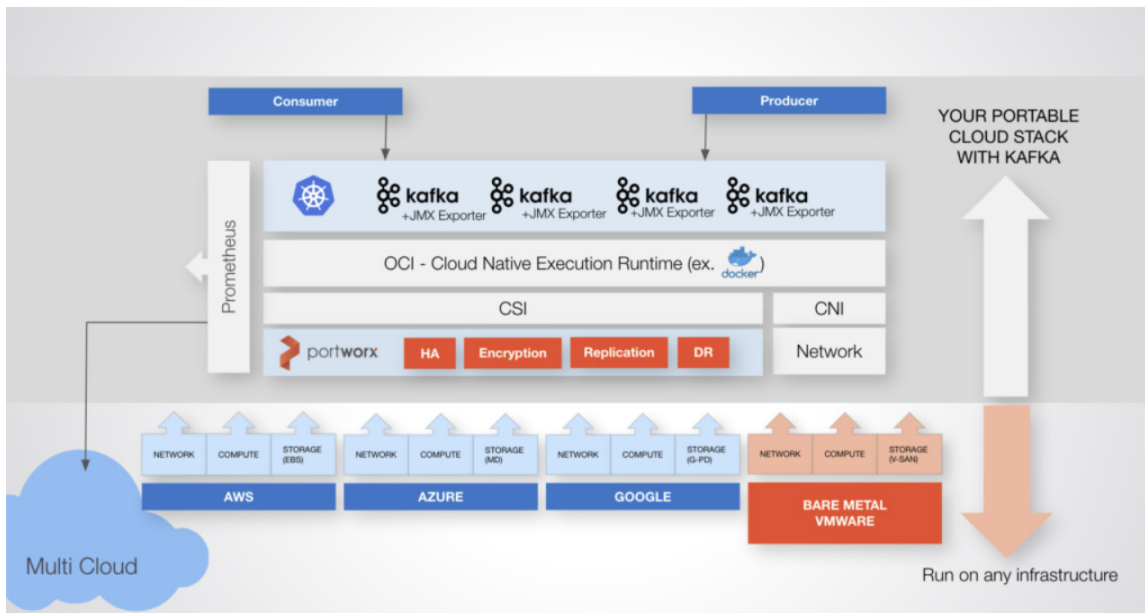 Consumer
Producer
YOUR PORTABLE
CLOUD STACK
WITH KAFKA
kafka
+JMX Exporter
kafka
+JMX Exporter
kafka
+JMX Exporter
kafka
+JMX Exporter
Prometheus
OCI - Cloud Native Execution Runtime (ex. docker)
CSI
CNI
portworx
HA
Encryption
Replication
DR
Network
NETWORK
COMPUTE
STORAGE
(EBS)
NETWORK
COMPUTE
STORAGE
(MD)
NETWORK
COMPUTE
STORAGE
(G-PD)
NETWORK
COMPUTE
STORAGE
(V-SAN)
AWS
AZURE
GOOGLE
BARE METAL
VMWARE
Multi Cloud
Run on any infrastructure